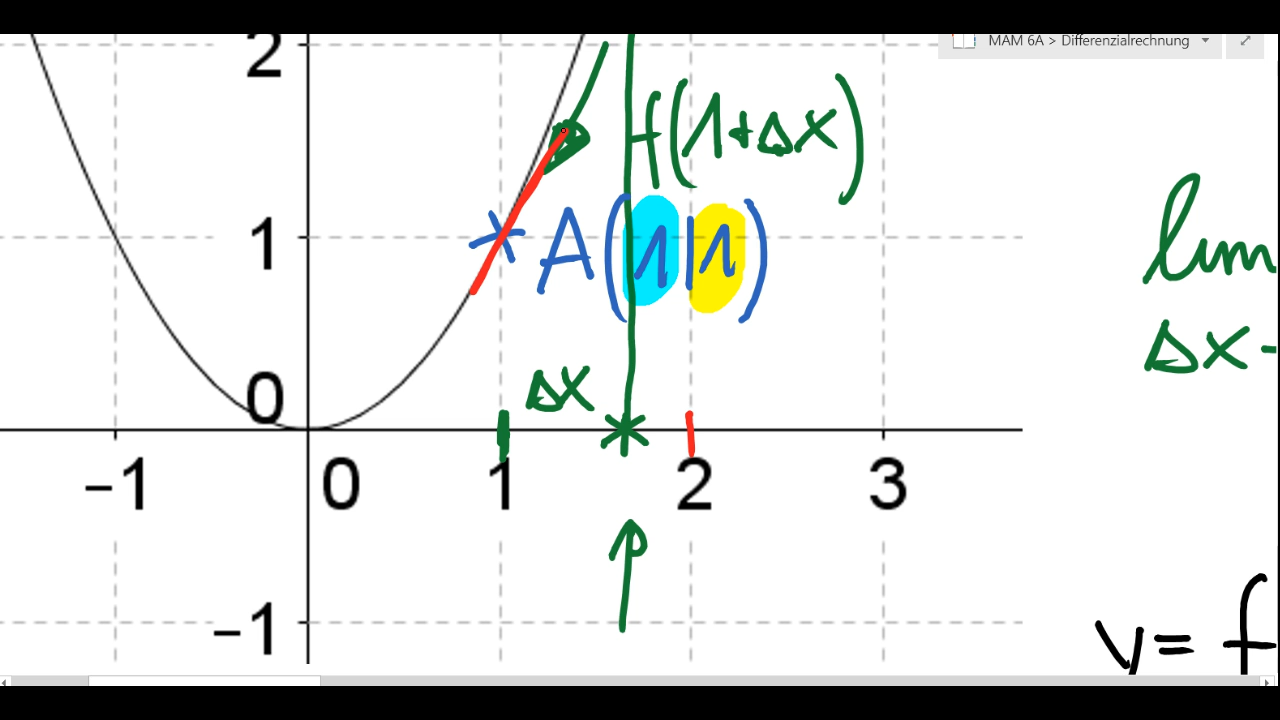 MAM 6A > Differenzialrechnung
2
f(1+Δx)
1
A(1|1)
lim
Δx
Δx-
0
-1 0 1 2 3
-1
y = f